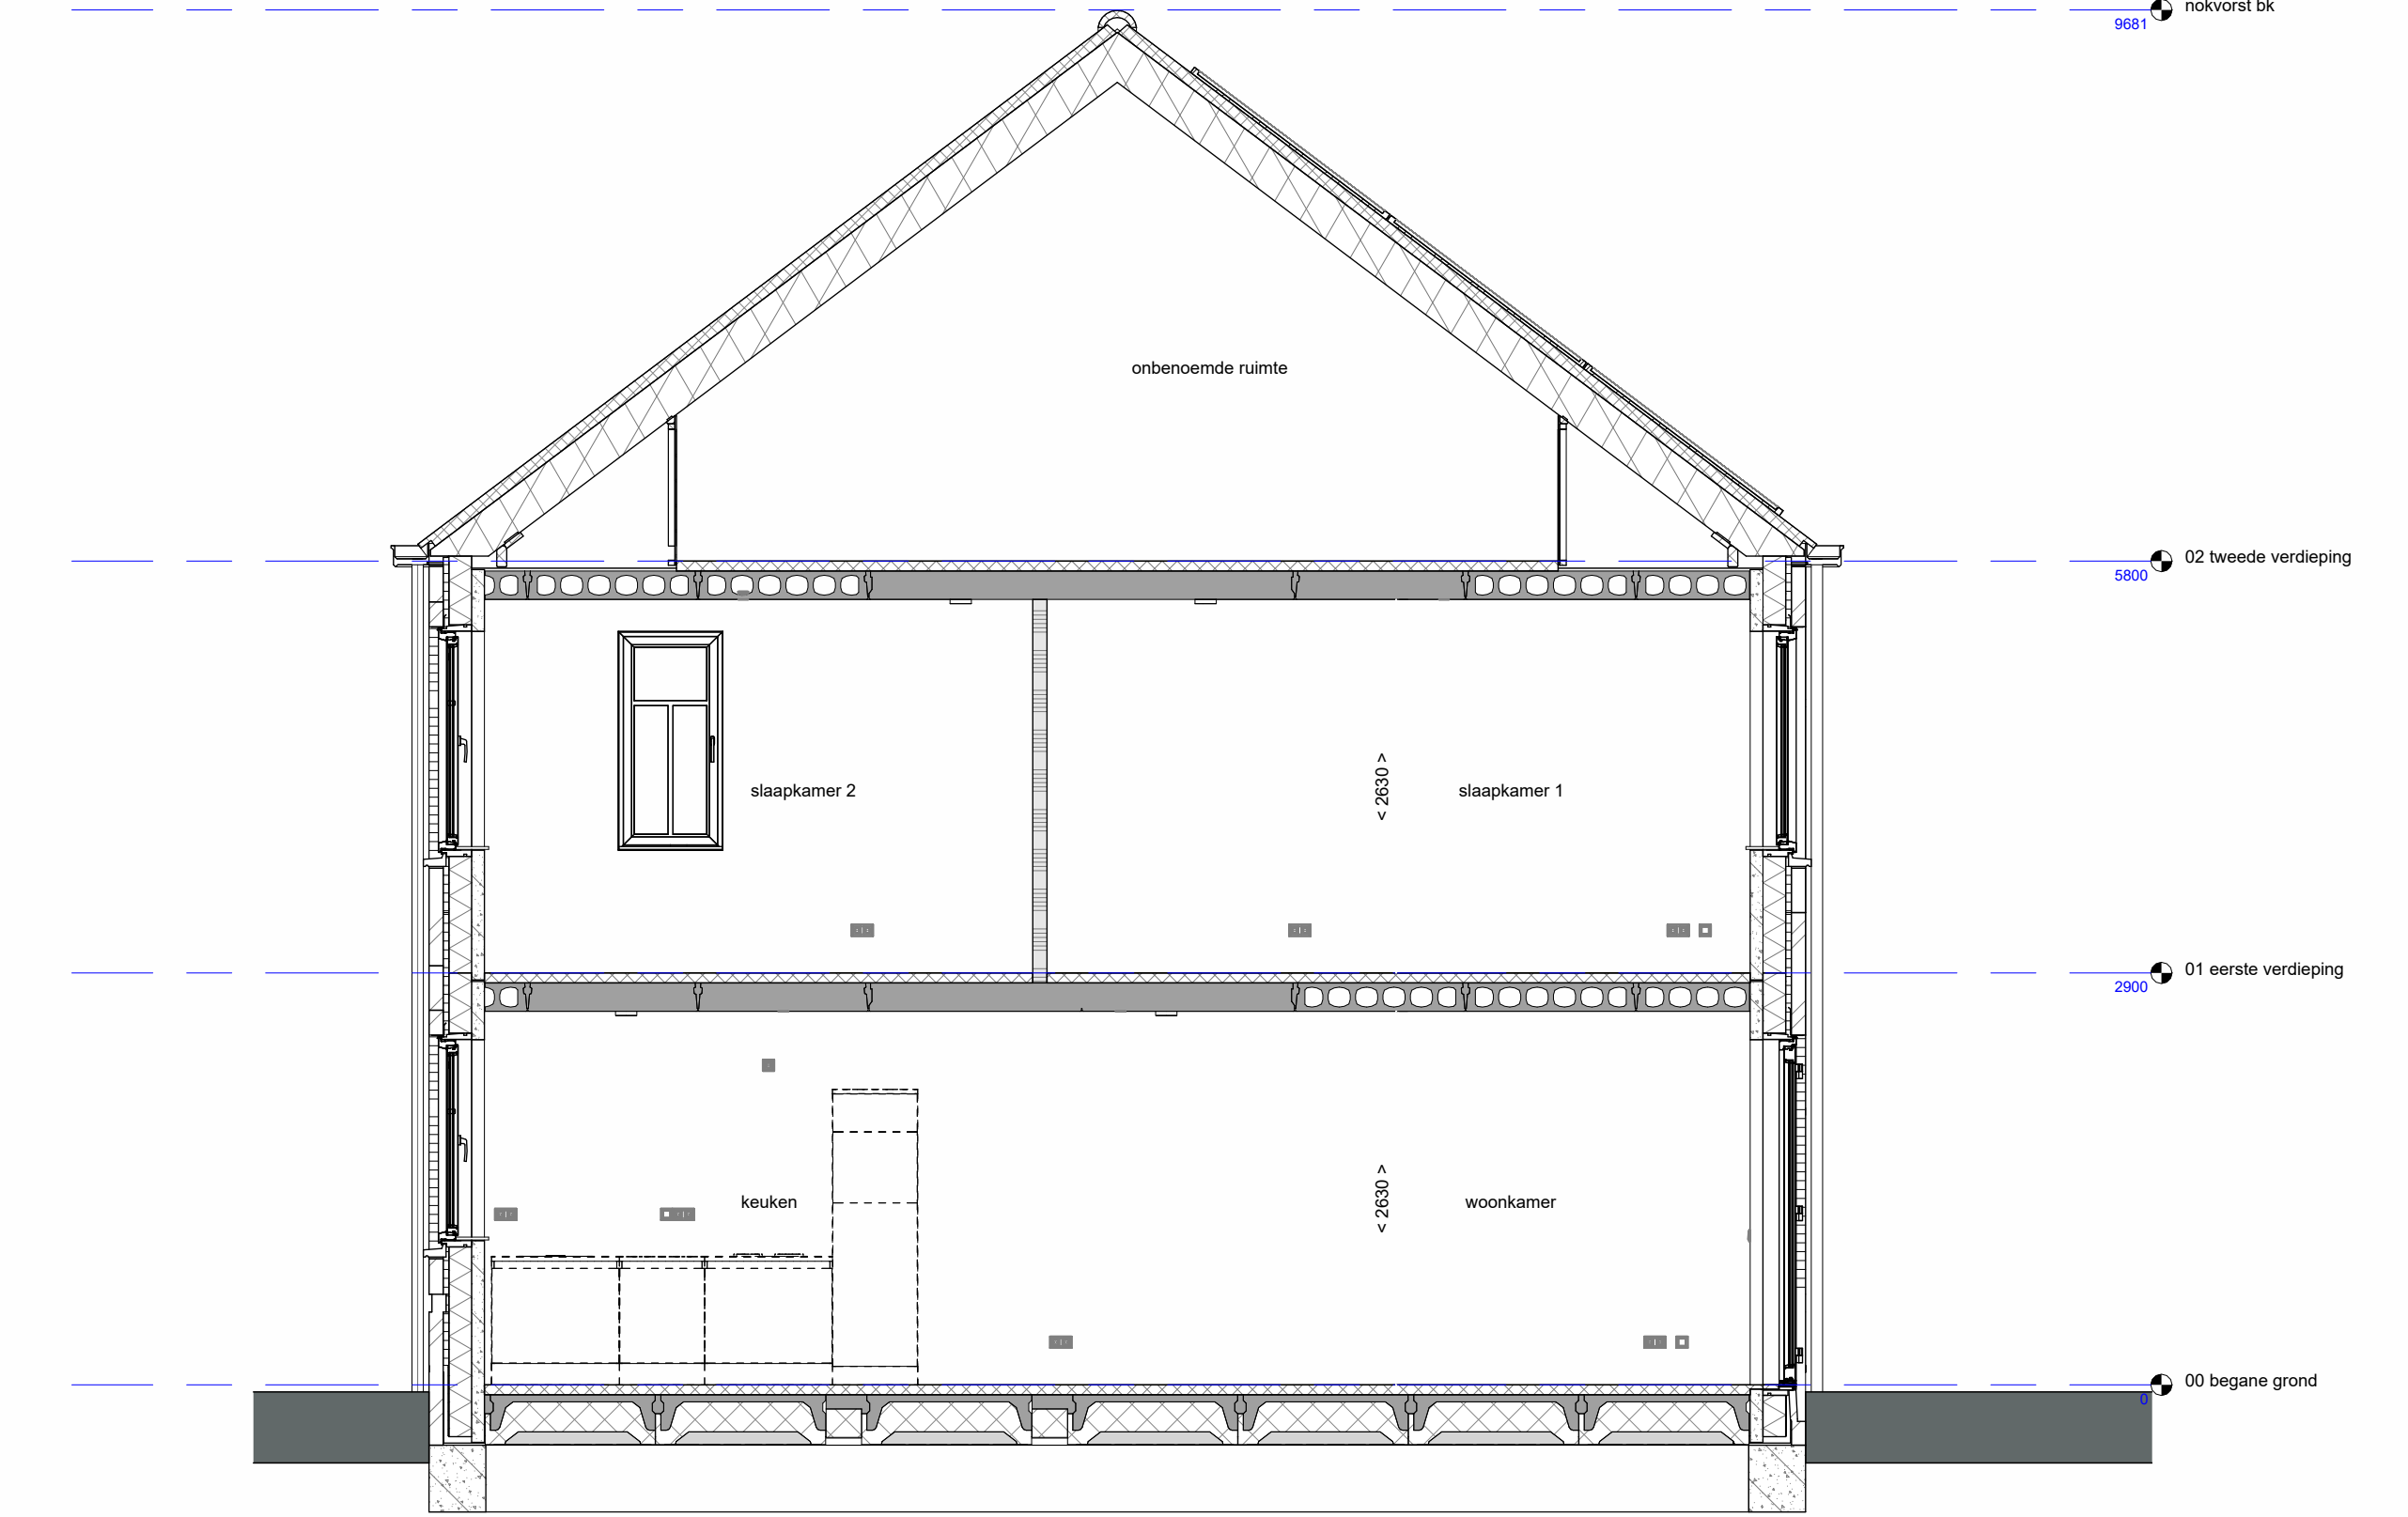 nokvorst bk
9681
onbenoemde ruimte
02 tweede verdieping
5800
slaapkamer 2
< 2630 >
slaapkamer 1
01 eerste verdieping
2900
keuken
< 2630 >
woonkamer
00 begane grond
0